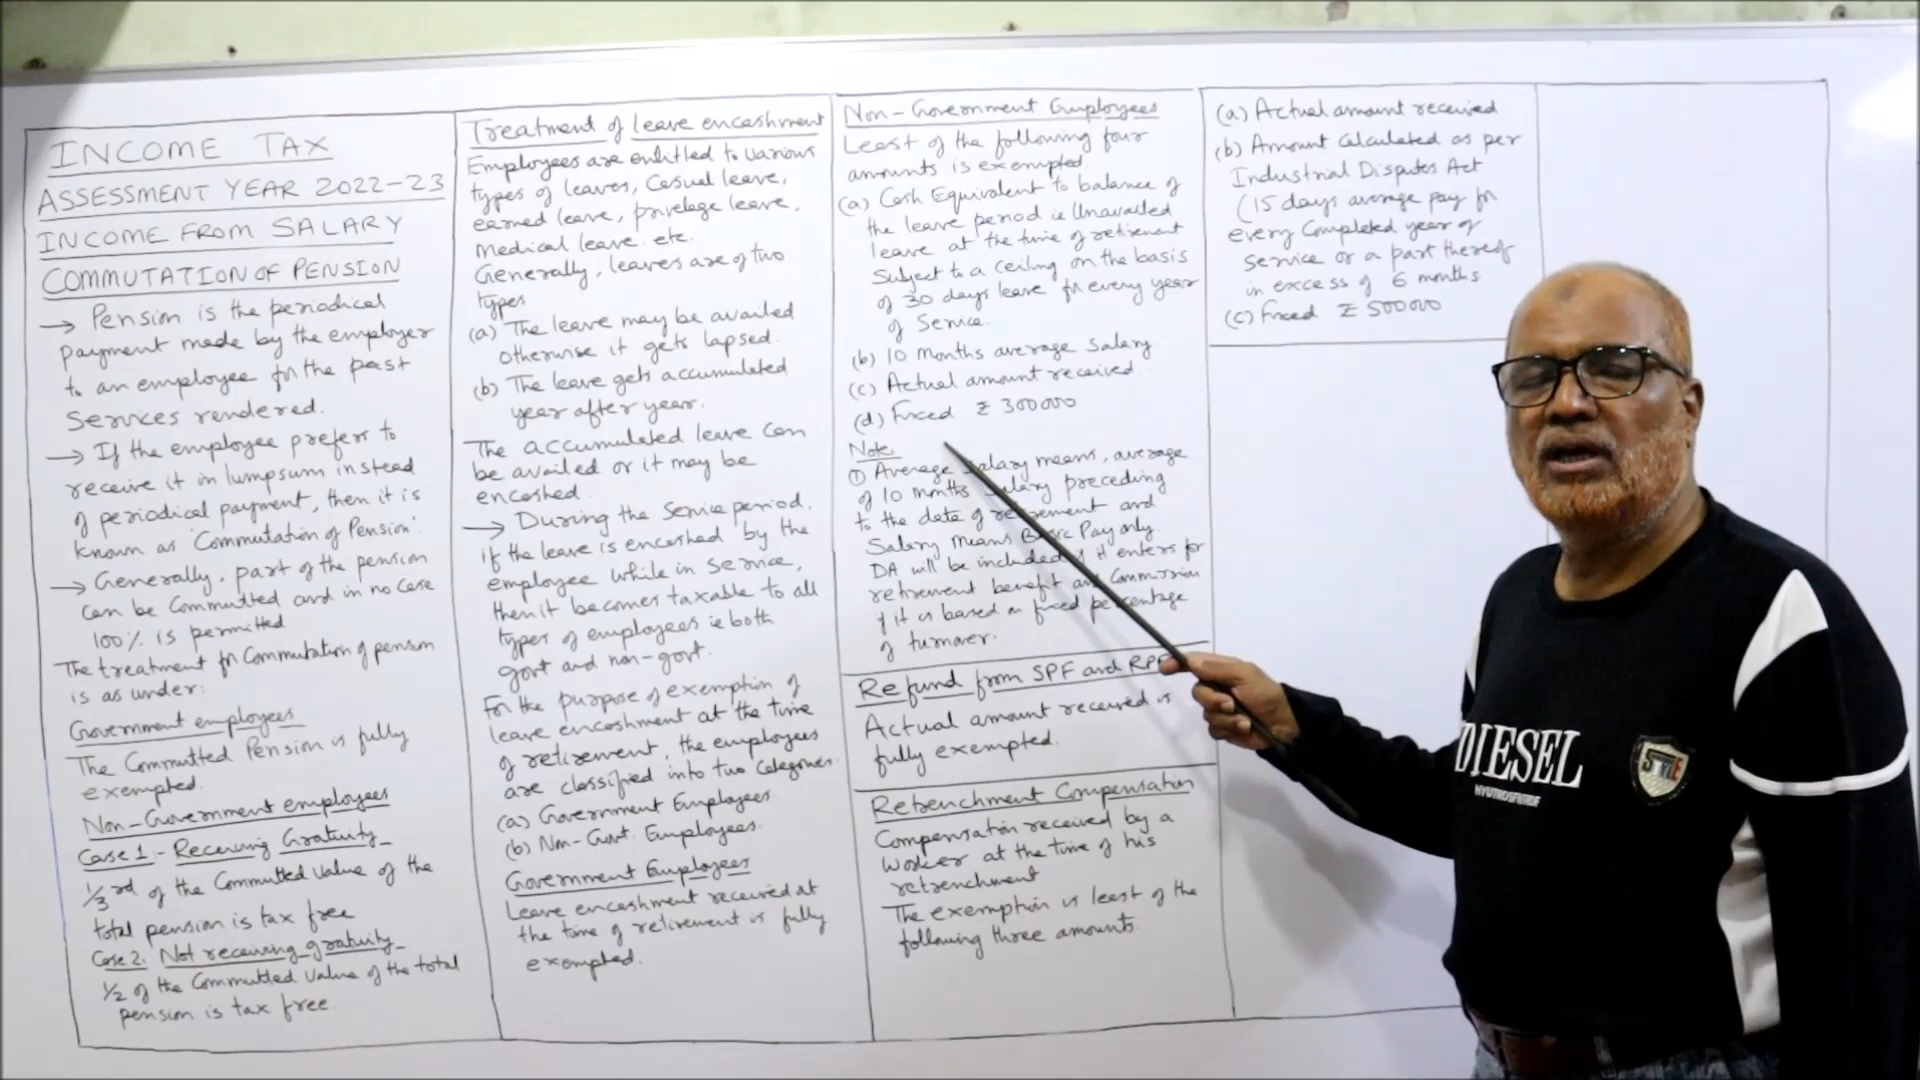 INCOME TAX
ASSESSMENT YEAR 2022-23
INCOME FROM SALARY
COMMUTATION OF PENSION
→ Pension is the periodical
payment made by the employer
to an employee for the past
services rendered.
→ If the employee prefers to
receive it in lumpsum instead
of periodical payment, then it is
known as 'Commutation of Pension'.
→ Generally, part of the pension
can be Committed and in no case
100% is permitted
The treatment for Commutation of pension
is as under:
Government employees
The Committed Pension is fully
exempted.
Non-Government employees
Case 1 - Receiving Gratuity
1/3rd of the Committed value of the
total pension is tax free
Case 2. Not receiving gratuity
1/2 of the Committed value of the total
pension is tax free.
Treatment of leave encashment
Employees are entitled to various
types of leaves, Casual leave,
earned leave, privelage leave,
Medical leave etc.
Generally, leaves are of two
types
(a) The leave may be availed
otherwise it gets lapsed.
(b) The leave gets accumulated
year after year.
The accumulated leave can
be availed or it may be
encashed.
→ During the service period.
if the leave is encashed by the
employee while in service,
then it becomes taxable to all
types of employees ie both
govt and non-govt.
For the purpose of exemption of
leave encashment at the time
of retirement, the employees
are classified into two categories.
(a) Government Employees
(b) Non-Govt. Employees.
Government Employees
Leave encashment received at
the time of retirement is fully
exempted.
Non-Government Employees
Least of the following four
amounts is exempted.
(a) Cash Equivalent to balance of
the leave period ie Unavailed
leave at the time of retirement
Subject to a ceiling on the basis
of 30 days leave for every year
of Service.
(b) 10 months average salary
(c) Actual amount received.
(d) Fixed ₹ 300000
Note
① Average Salary means, average
of 10 months salary preceding
to the date of retirement and
Salary means Basic Pay only.
DA will be included if it enters for
retirement benefit and Commission
if it is based on fixed percentage
of turnover.
Refund from SPF and RPF
Actual amount received is
fully exempted.
Retrenchment Compensation
Compensation received by a
worker at the time of his
retrenchment
The exemption is least of the
following three amounts.
(a) Actual amount received
(b) Amount Calculated as per
Industrial Disputes Act
(15 days average pay for
every Completed year of
service or a part thereof
in excess of 6 months
(c) Fixed ₹ 500000
DIESEL
STYLE